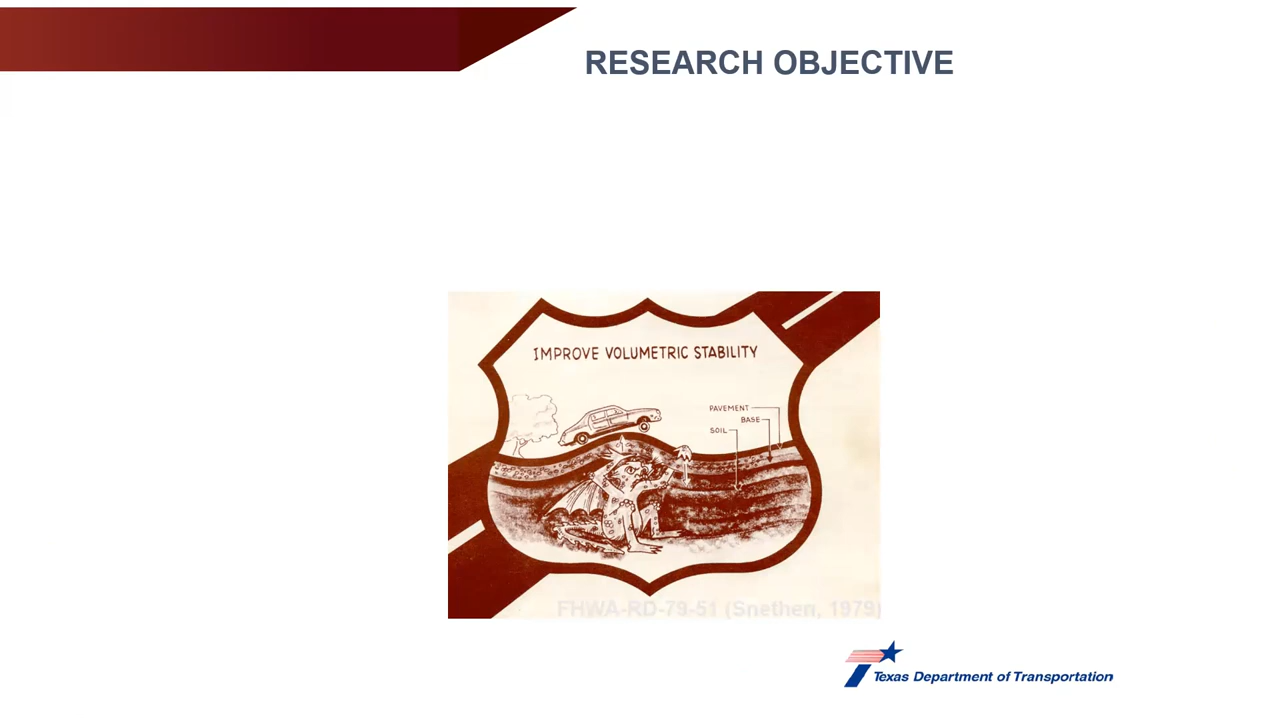 RESEARCH OBJECTIVE
IMPROVE VOLUMETRIC STABILITY
PAVEMENT
BASE
SOIL
FHWA-RD-79-51 (Snethen, 1979)
Texas Department of Transportation